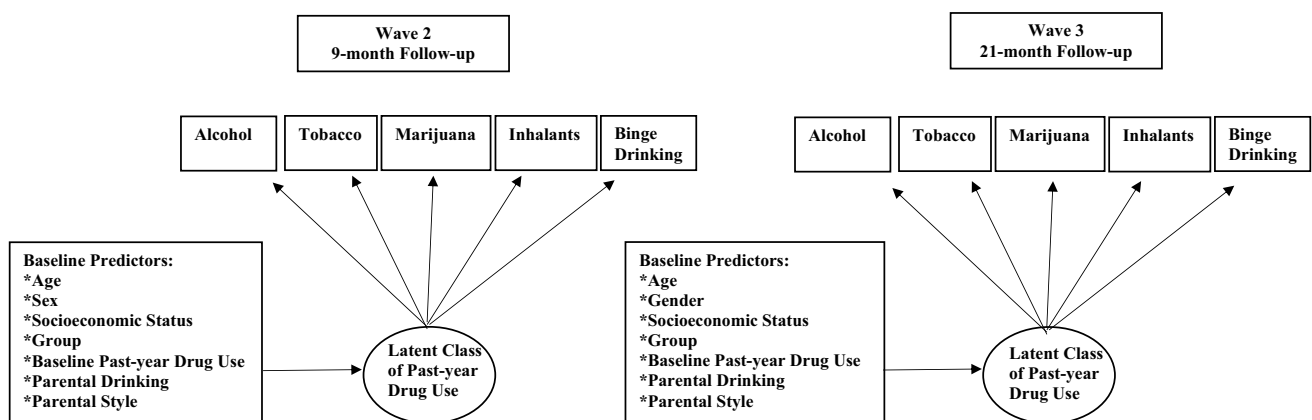 Wave 2
9-month Follow-up
Alcohol
Tobacco
Marijuana
Inhalants
Binge
Drinking
Baseline Predictors:
*Age
*Sex
*Socioeconomic Status
*Group
*Baseline Past-year Drug Use
*Parental Drinking
*Parental Style
Latent Class
of Past-year
Drug Use
Wave 3
21-month Follow-up
Alcohol
Tobacco
Marijuana
Inhalants
Binge
Drinking
Baseline Predictors:
*Age
*Gender
*Socioeconomic Status
*Group
*Baseline Past-year Drug Use
*Parental Drinking
*Parental Style
Latent Class
of Past-year
Drug Use